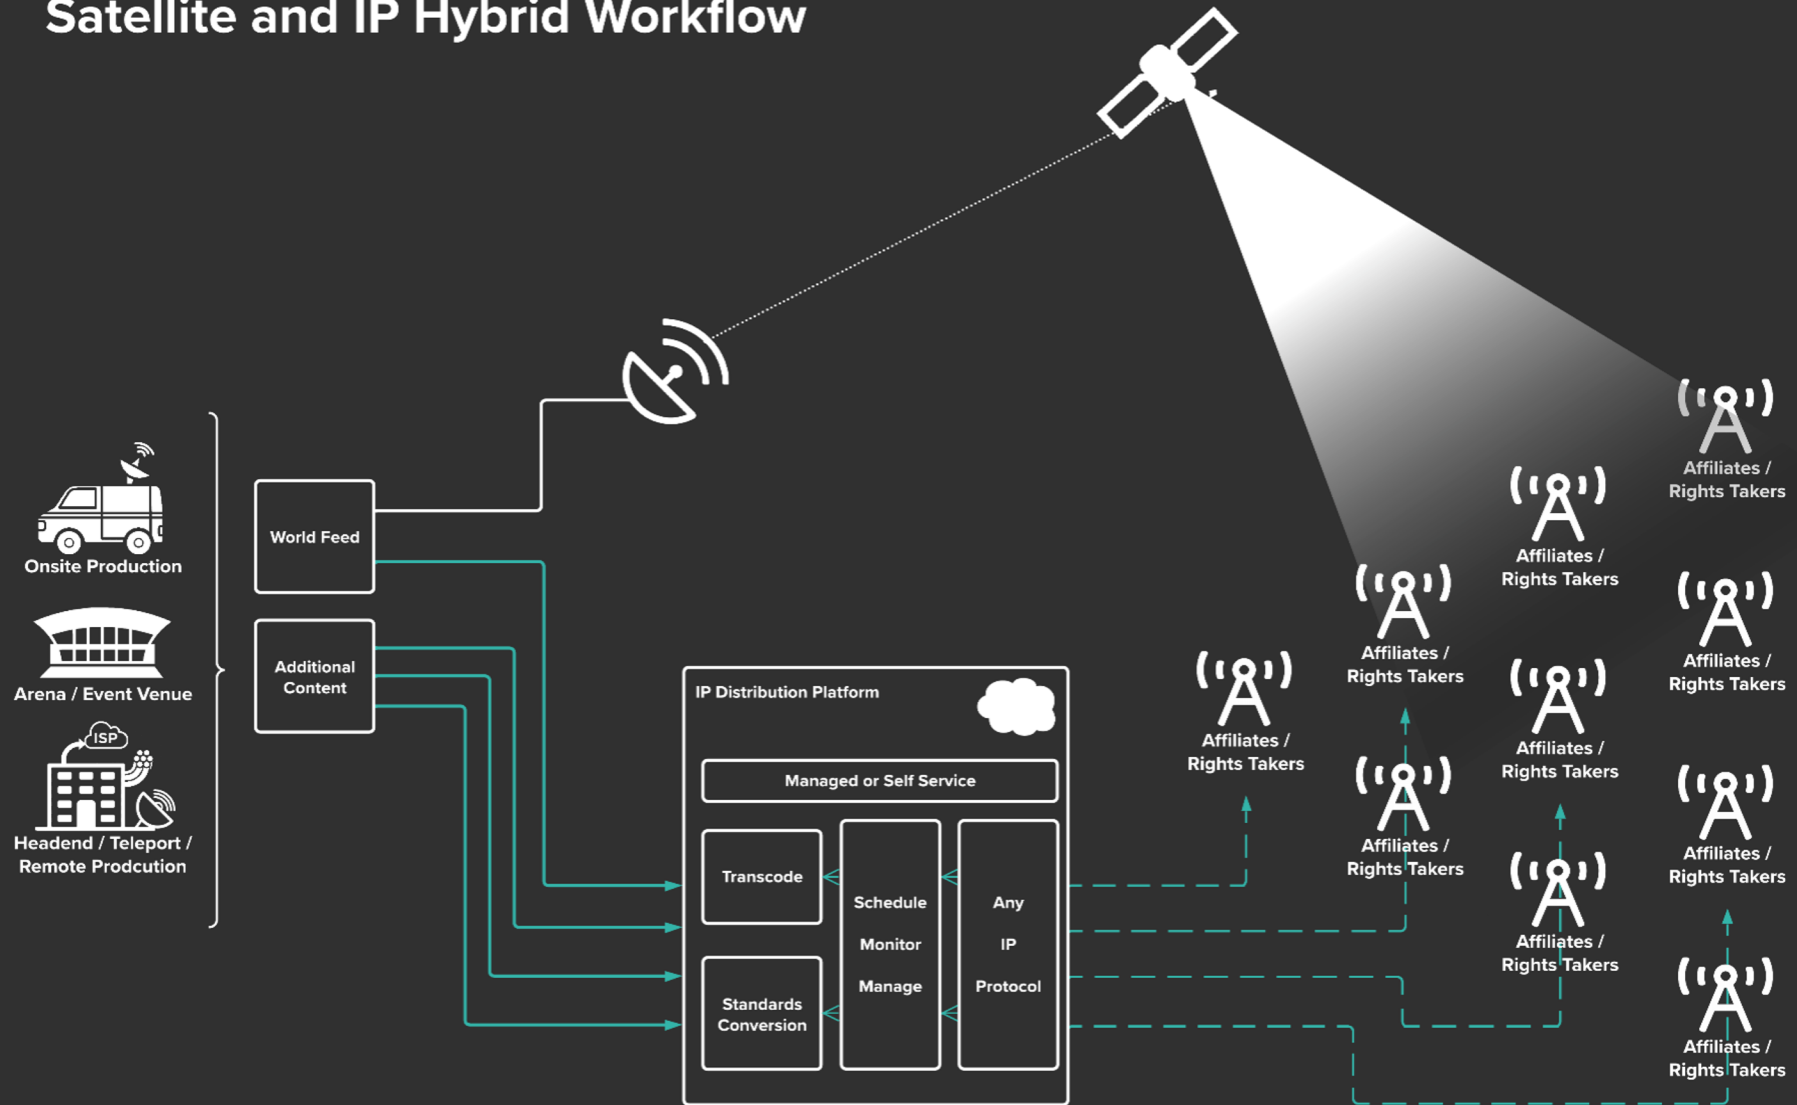 Satellite and IP Hybrid Workflow
Onsite Production
Arena / Event Venue
ISP
Headend / Teleport /
Remote Prodcution
World Feed
Additional
Content
IP Distribution Platform
Managed or Self Service
Transcode
Standards
Conversion
Schedule
Monitor
Manage
Any
IP
Protocol
Affiliates /
Rights Takers
Affiliates /
Rights Takers
Affiliates /
Rights Takers
Affiliates /
Rights Takers
Affiliates /
Rights Takers
Affiliates /
Rights Takers
Affiliates /
Rights Takers
Affiliates /
Rights Takers
Affiliates /
Rights Takers
Affiliates /
Rights Takers